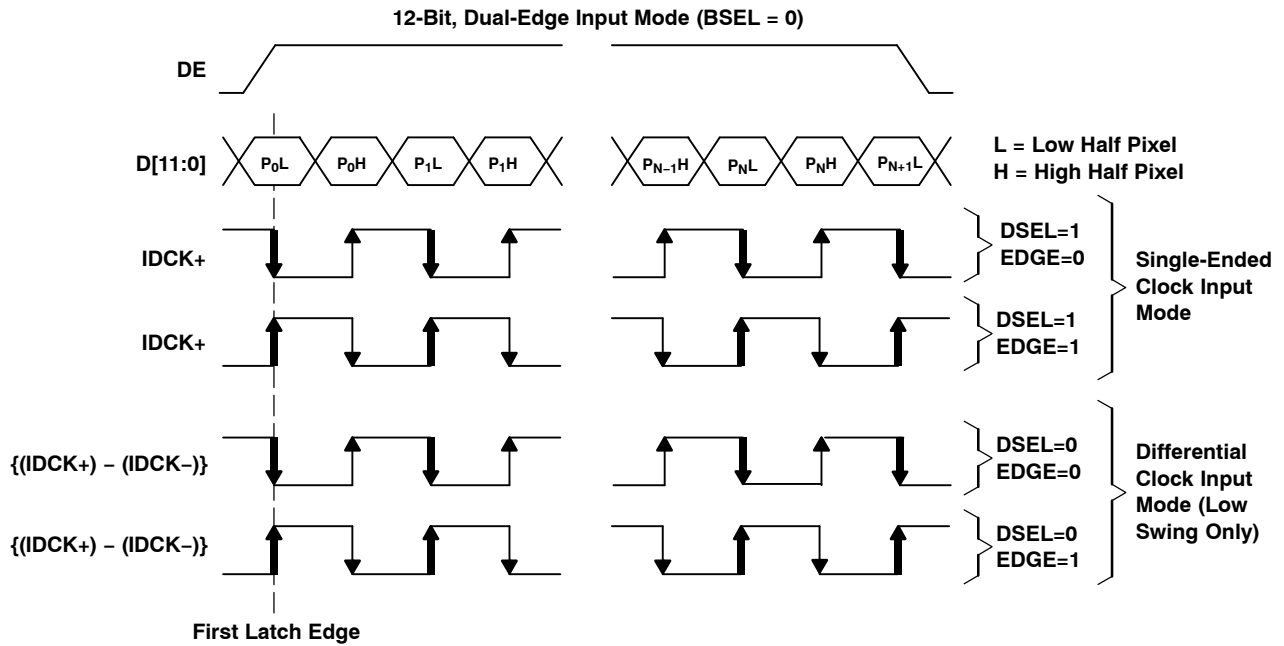 12-Bit, Dual-Edge Input Mode (BSEL = 0)
DE
D[11:0]
P0L
P0H
P1L
P1H
PN−1H
PNL
PNH
PN+1L
L = Low Half Pixel
H = High Half Pixel
IDCK+
DSEL=1
EDGE=0
IDCK+
DSEL=1
EDGE=1
Single-Ended
Clock Input
Mode
{(IDCK+) − (IDCK−)}
DSEL=0
EDGE=0
{(IDCK+) − (IDCK−)}
DSEL=0
EDGE=1
Differential
Clock Input
Mode (Low
Swing Only)
First Latch Edge